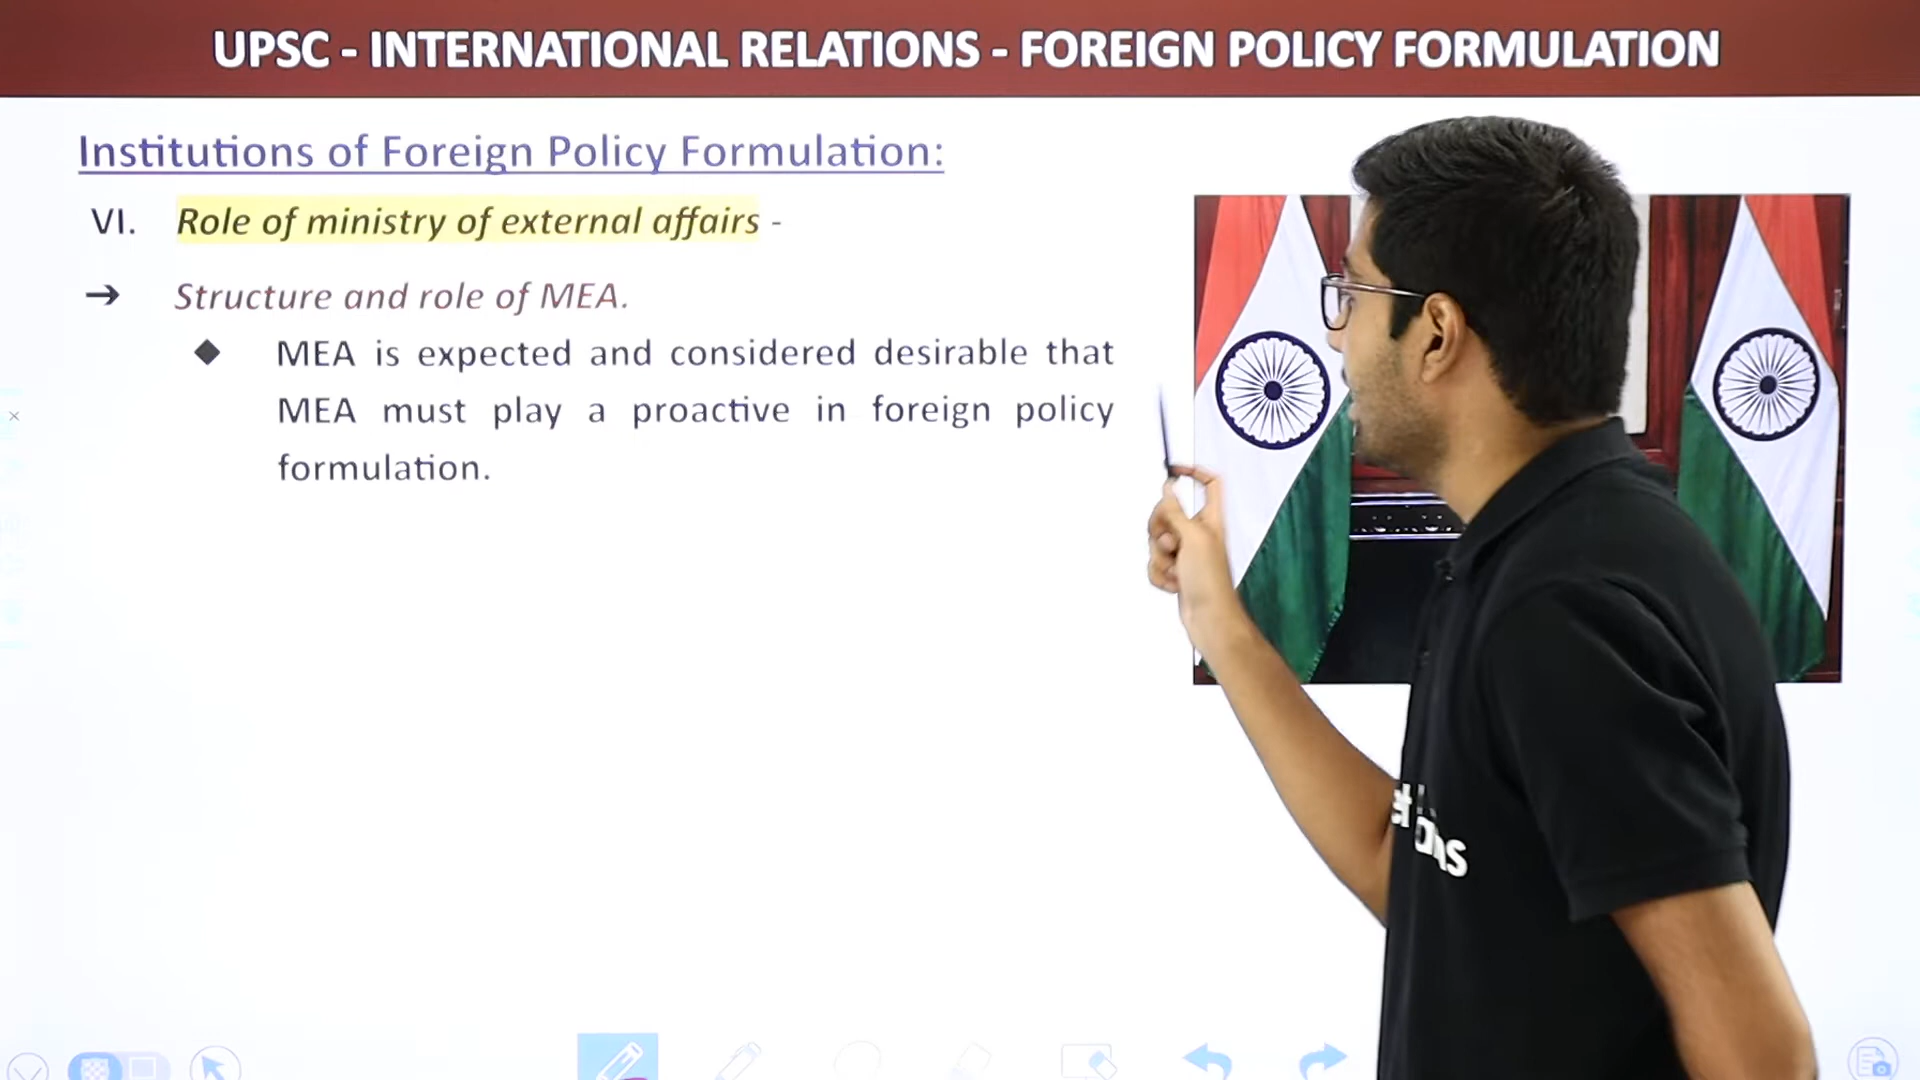 UPSC - INTERNATIONAL RELATIONS - FOREIGN POLICY FORMULATION
Institutions of Foreign Policy Formulation:
VI. Role of ministry of external affairs -
➔ Structure and role of MEA.
◆ MEA is expected and considered desirable that
MEA must play a proactive in foreign policy
formulation.